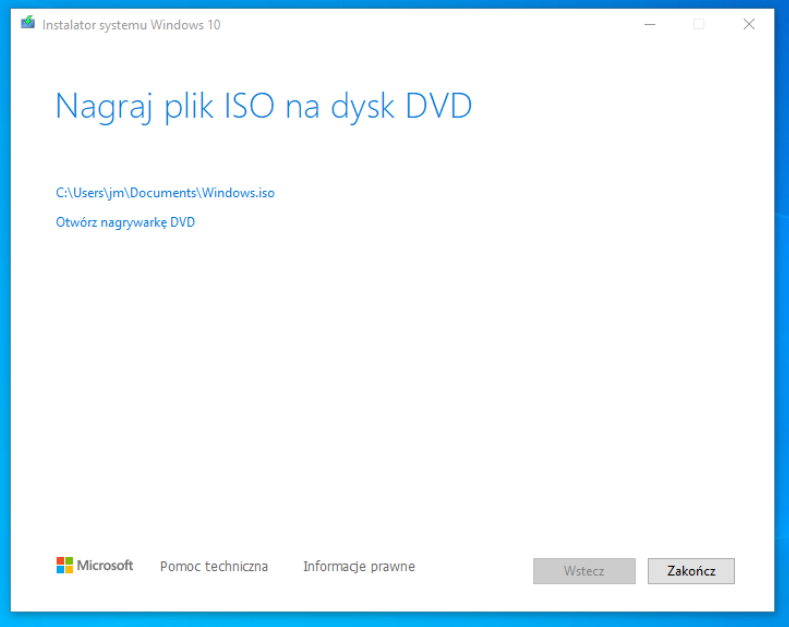 Instalator systemu Windows 10
Nagraj plik ISO na dysk DVD
C:\Users\jm\Documents\Windows.iso
Otwórz nagrywarkę DVD
Microsoft Pomoc techniczna Informacje prawne Wstecz Zakończ